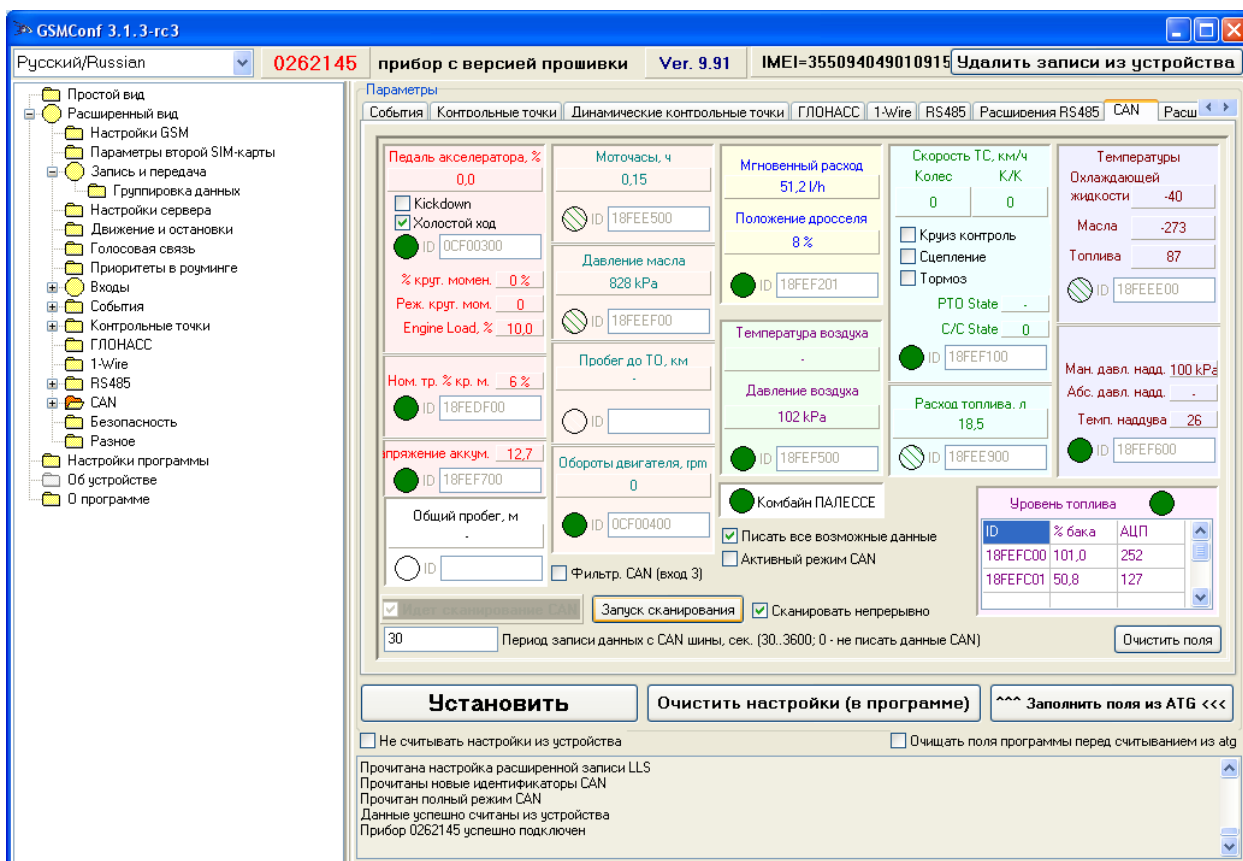 GSMConf 3.1.3-rc3
Русский/Russian
0262145
прибор с версией прошивки
Ver. 9.91
IMEI=355094049010915
Удалить записи из устройства
Простой вид
Расширенный вид
Настройки GSM
Параметры второй SIM-карты
Запись и передача
Группировка данных
Настройки сервера
Движение и остановки
Голосовая связь
Приоритеты в роуминге
Входы
События
Контрольные точки
ГЛОНАСС
1-Wire
RS485
CAN
Безопасность
Разное
Настройки программы
Об устройстве
О программе
Параметры
События
Контрольные точки
Динамические контрольные точки
ГЛОНАСС
1-Wire
RS485
Расширения RS485
CAN
Расш
Педаль акселератора, %
0,0
Kickdown
Холостой ход
ID 0CF00300
% крут. момен. 0 %
Реж. крут. мом. 0
Engine Load, % 10,0
Ном. тр. % кр. м. 6 %
ID 18FEDF00
пряжение аккум. 12,7
ID 18FEF700
Общий пробег, м
-
ID
Моточасы, ч
0,15
ID 18FEE500
Давление масла
828 kPa
ID 18FEEF00
Пробег до ТО, км
-
ID
Обороты двигателя, rpm
0
ID 0CF00400
Фильтр. CAN (вход 3)
Мгновенный расход
51,2 l/h
Положение дросселя
8 %
ID 18FEF201
Температура воздуха
-
Давление воздуха
102 kPa
ID 18FEF500
Комбайн ПАЛЕССЕ
Писать все возможные данные
Активный режим CAN
Скорость ТС, км/ч
Колес К/К
0 0
Круиз контроль
Сцепление
Тормоз
PTO State -
C/C State 0
ID 18FEF100
Расход топлива. л
18,5
ID 18FEE900
Температуры
Охлаждающей
жидкости -40
Масла -273
Топлива 87
ID 18FEEE00
Ман. давл. надд. 100 kPa
Абс. давл. надд. -
Темп. наддува 26
ID 18FEF600
Уровень топлива
ID % бака АЦП
18FEFC00 101,0 252
18FEFC01 50,8 127
Идет сканирование CAN
Запуск сканирования
Сканировать непрерывно
30
Период записи данных с CAN шины, сек. (30..3600; 0 - не писать данные CAN)
Очистить поля
Установить
Очистить настройки (в программе)
^^^ Заполнить поля из ATG <<<
Не считывать настройки из устройства
Очищать поля программы перед считыванием из atg
Прочитана настройка расширенной записи LLS
Прочитаны новые идентификаторы CAN
Прочитан полный режим CAN
Данные успешно считаны из устройства
Прибор 0262145 успешно подключен